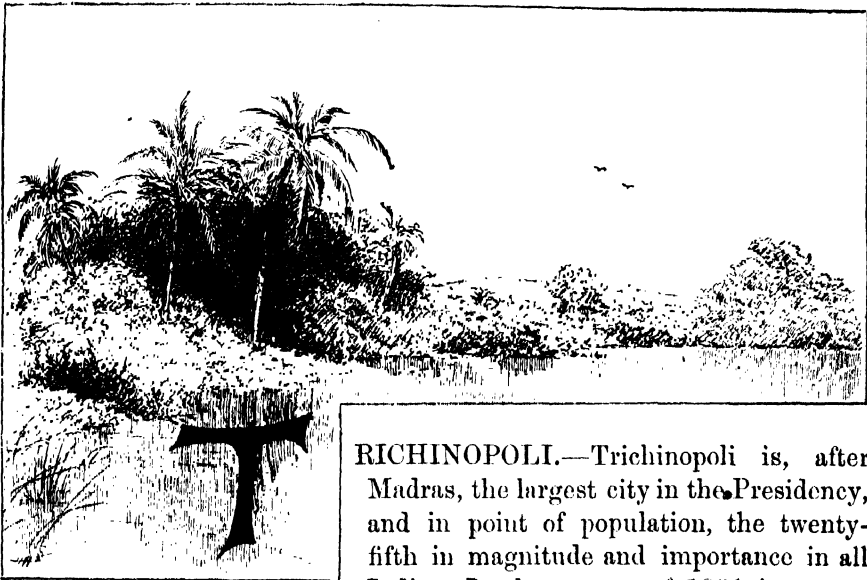 TRICHINOPOLI.—Trichinopoli is, after
Madras, the largest city in the Presidency,
and in point of population, the twenty-
fifth in magnitude and importance in all